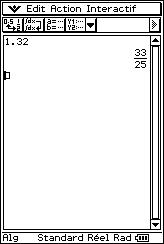 Edit Action Interactif
1.32
33
25
Alg Standard Réel Rad